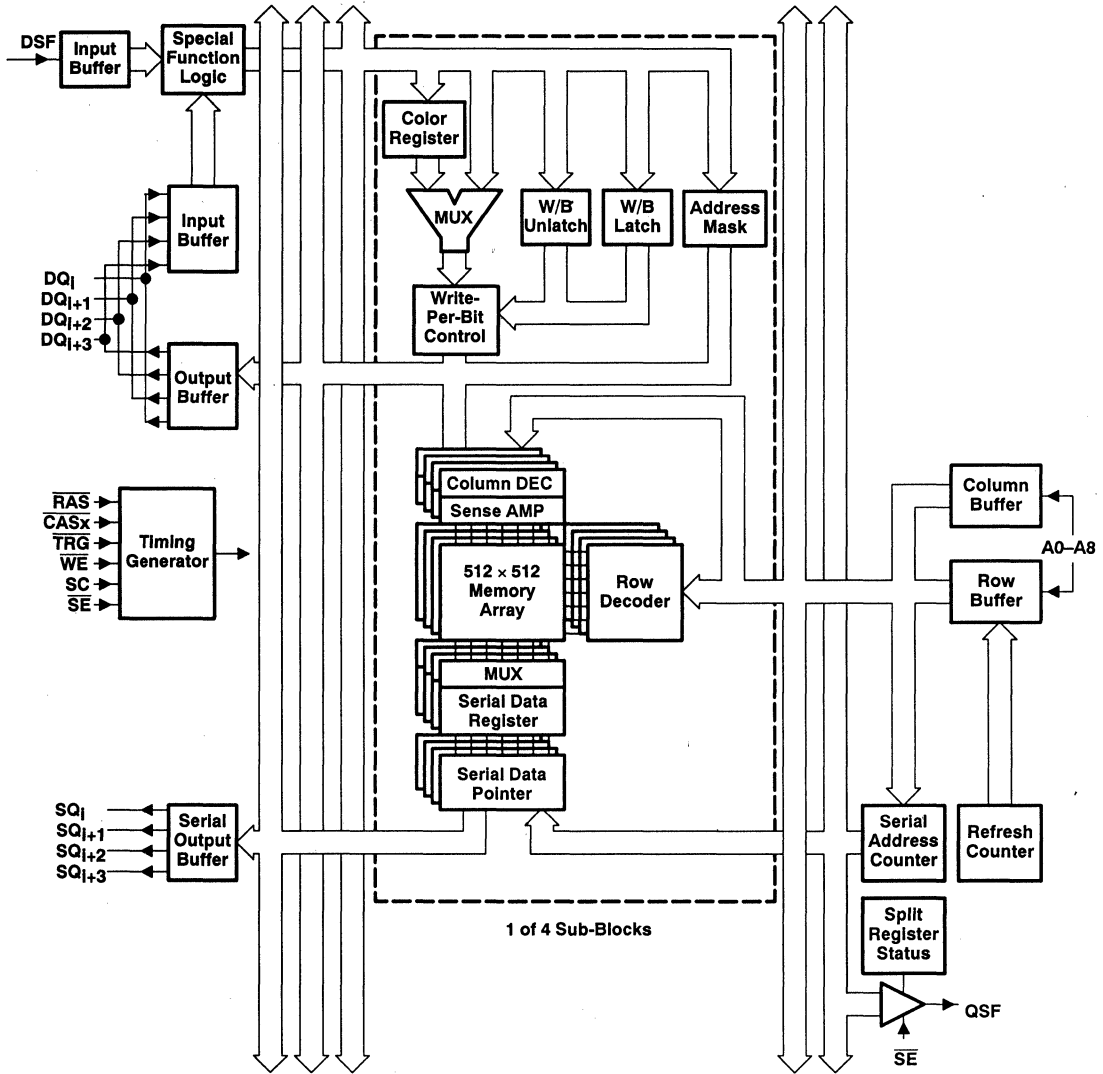 DSF
Input
Buffer
Special
Function
Logic
Color
Register
MUX
W/B
Unlatch
W/B
Latch
Address
Mask
Input
Buffer
DQi
DQi+1
DQi+2
DQi+3
Write-
Per-Bit
Control
Output
Buffer
Column DEC
Sense AMP
Column
Buffer
RAS
CASx
TRG
WE
SC
SE
Timing
Generator
512 × 512
Memory
Array
Row
Decoder
A0–A8
Row
Buffer
MUX
Serial Data
Register
Serial Data
Pointer
SQi
SQi+1
SQi+2
SQi+3
Serial
Output
Buffer
Serial
Address
Counter
Refresh
Counter
1 of 4 Sub-Blocks
Split
Register
Status
QSF
SE